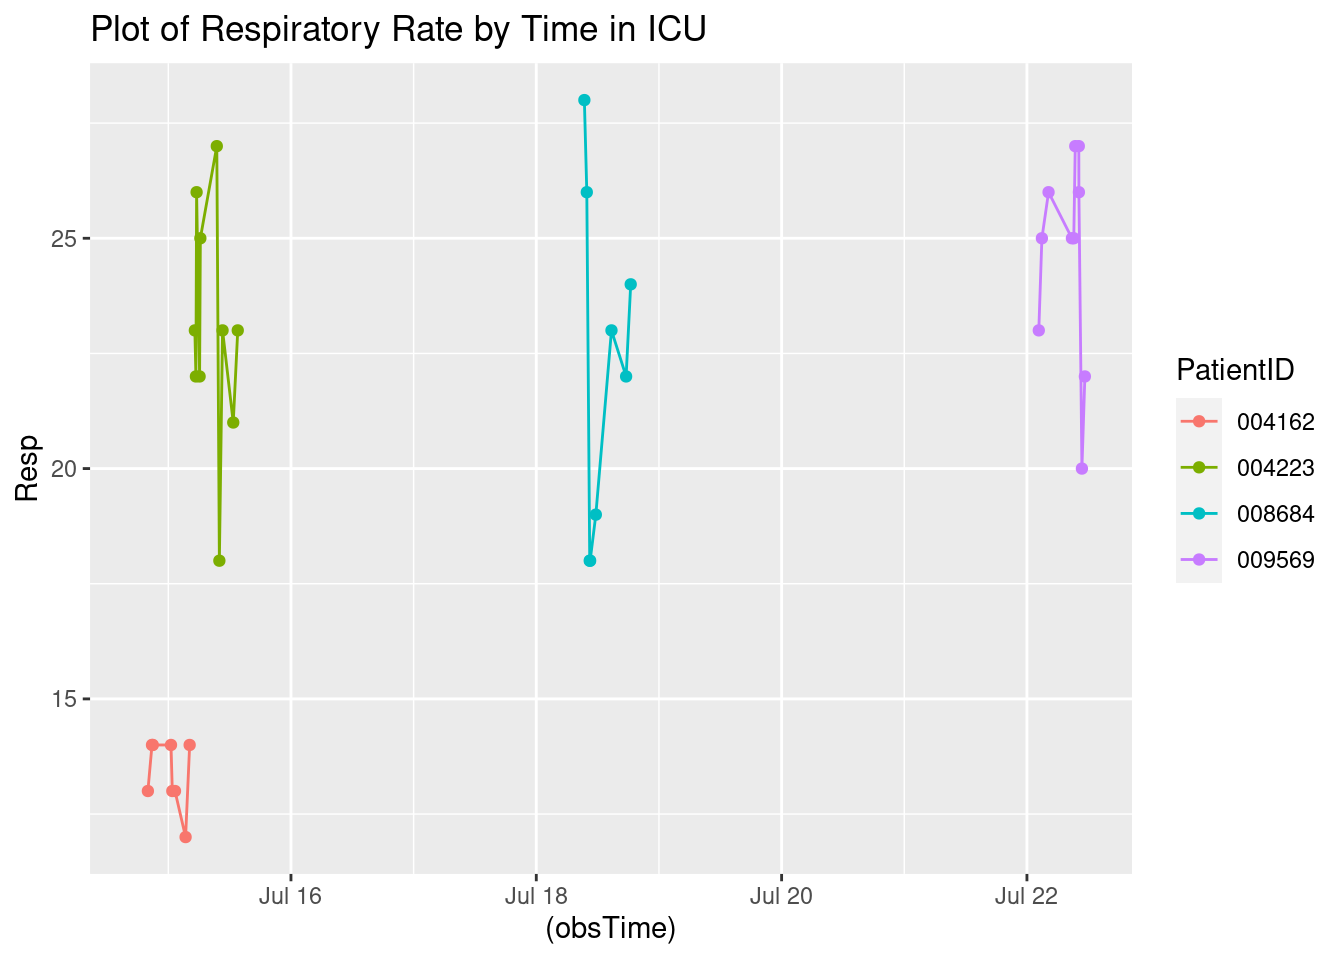 Plot of Respiratory Rate by Time in ICU
Resp
25
20
15
Jul 16
Jul 18
Jul 20
Jul 22
(obsTime)
PatientID
004162
004223
008684
009569